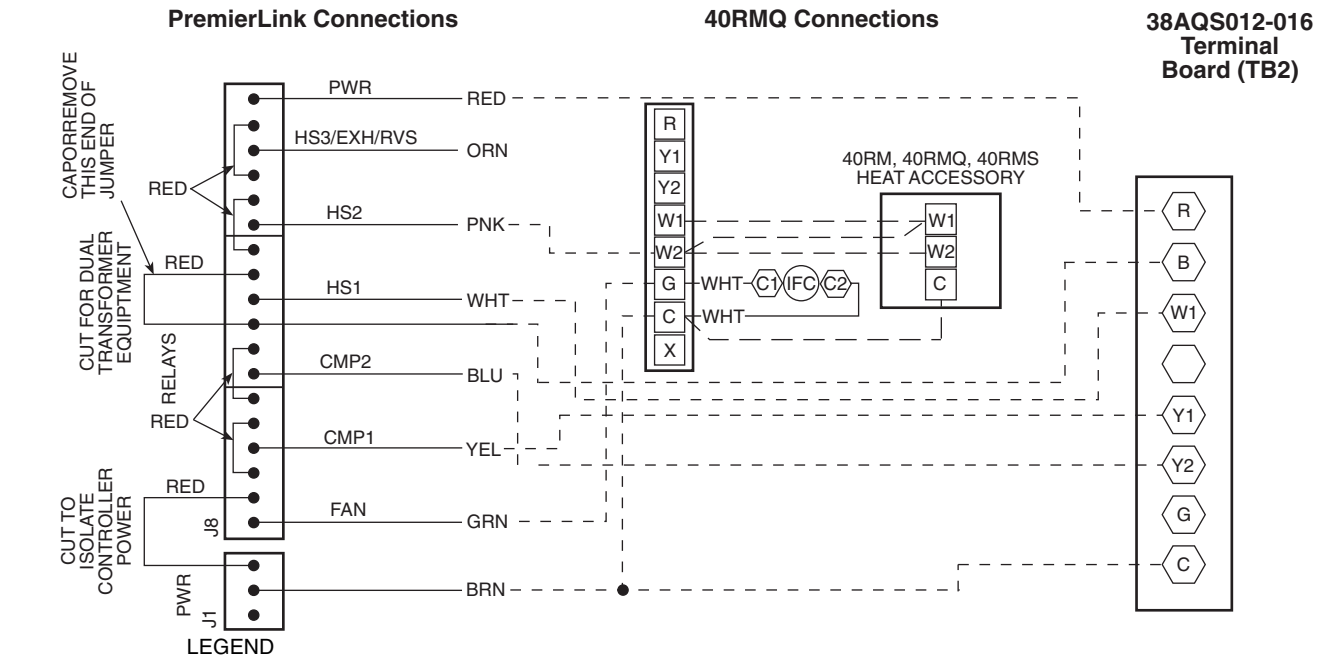 PremierLink Connections
40RMQ Connections
38AQS012-016
Terminal
Board (TB2)
CAPORREMOVE
THIS END OF
JUMPER
CUT FOR DUAL
TRANSFORMER
EQUIPTMENT
CUT TO
ISOLATE
CONTROLLER
POWER
RED
RED
RED
RED
RELAYS
J8
PWR
J1
PWR
HS3/EXH/RVS
HS2
HS1
CMP2
CMP1
FAN
RED
ORN
PNK
WHT
BLU
YEL
GRN
BRN
R
Y1
Y2
W1
W2
G
C
X
WHT
C1
IFC
C2
WHT
40RM, 40RMQ, 40RMS
HEAT ACCESSORY
W1
W2
C
R
B
W1
Y1
Y2
G
C
LEGEND